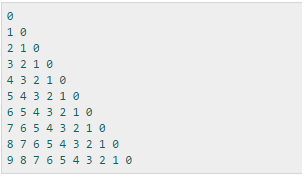 0
1 0
2 1 0
3 2 1 0
4 3 2 1 0
5 4 3 2 1 0
6 5 4 3 2 1 0
7 6 5 4 3 2 1 0
8 7 6 5 4 3 2 1 0
9 8 7 6 5 4 3 2 1 0